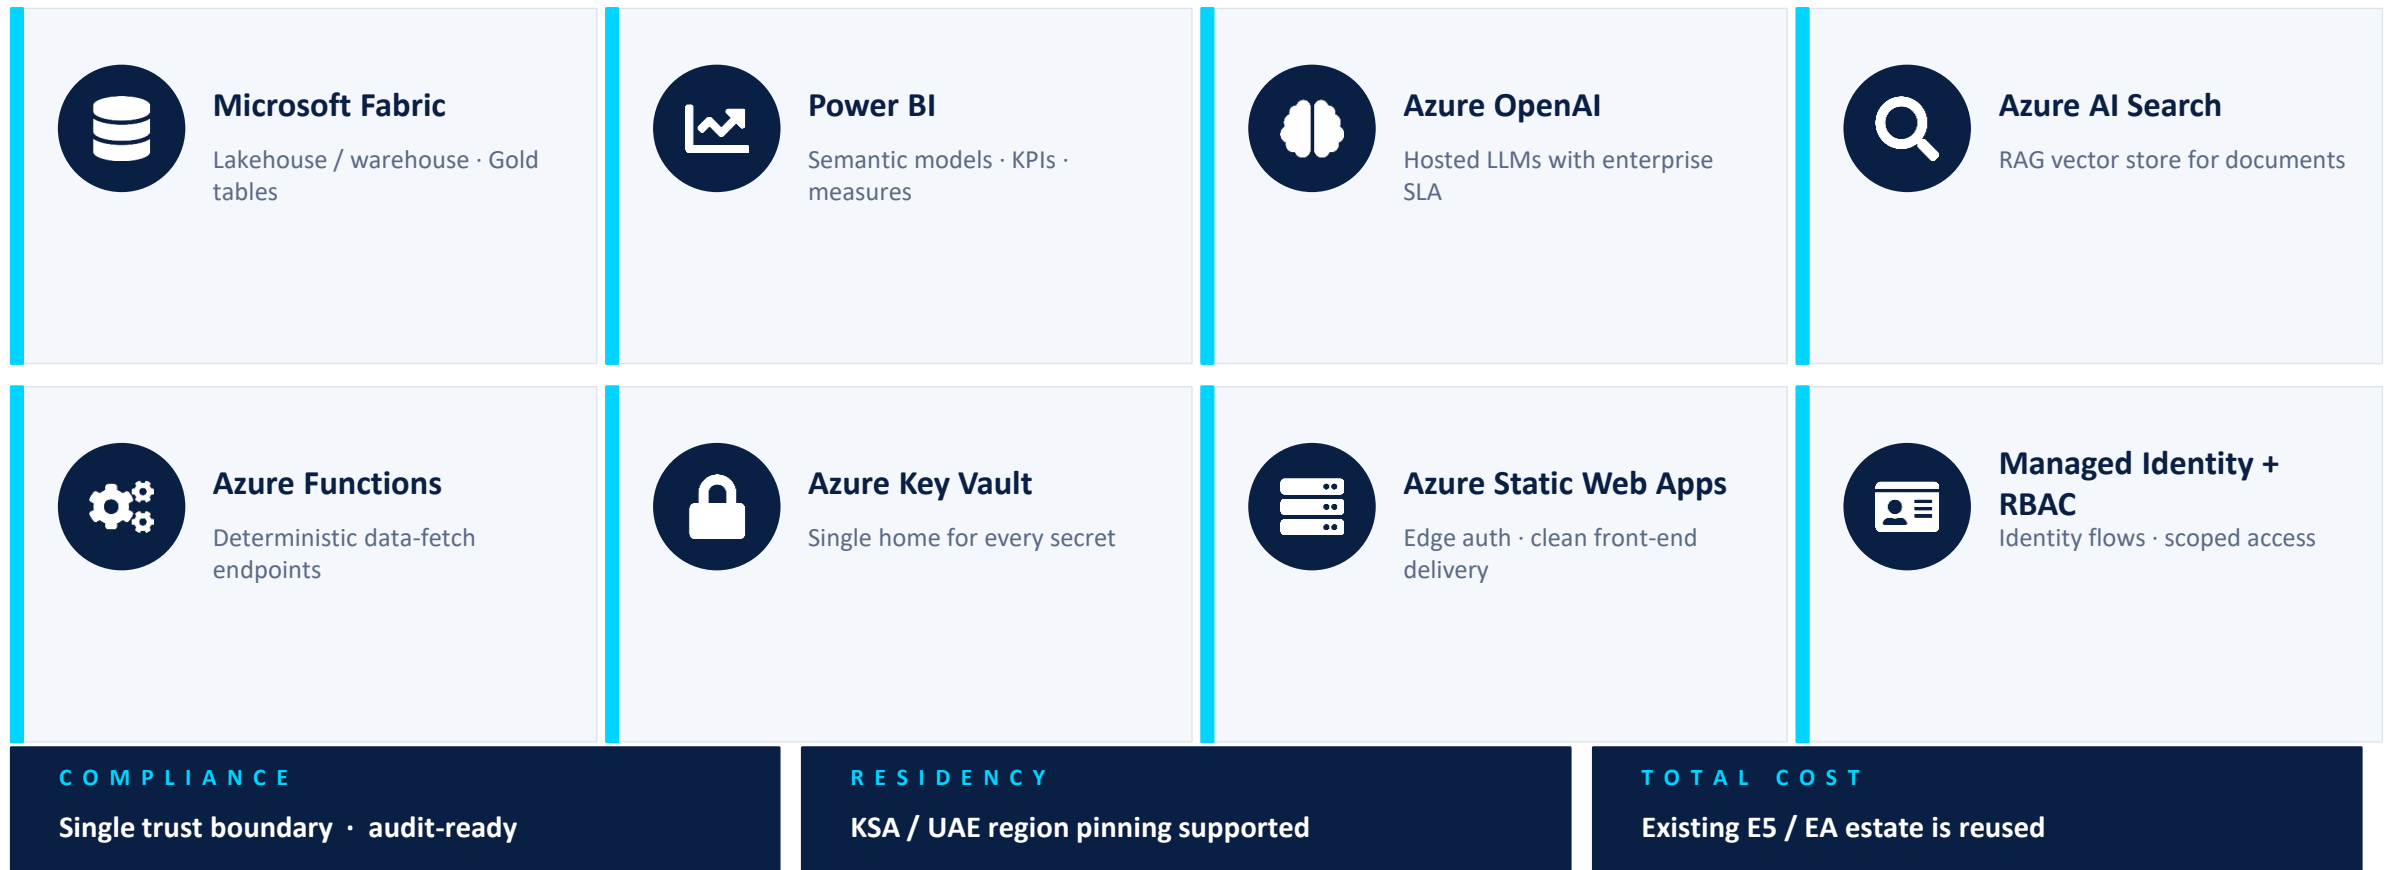 Microsoft Fabric
Lakehouse / warehouse · Gold
tables
Power BI
Semantic models · KPIs ·
measures
Azure OpenAI
Hosted LLMs with enterprise
SLA
Azure AI Search
RAG vector store for documents
Azure Functions
Deterministic data-fetch
endpoints
Azure Key Vault
Single home for every secret
Azure Static Web Apps
Edge auth · clean front-end
delivery
Managed Identity +
RBAC
Identity flows · scoped access
COMPLIANCE
Single trust boundary · audit-ready
RESIDENCY
KSA / UAE region pinning supported
TOTAL COST
Existing E5 / EA estate is reused